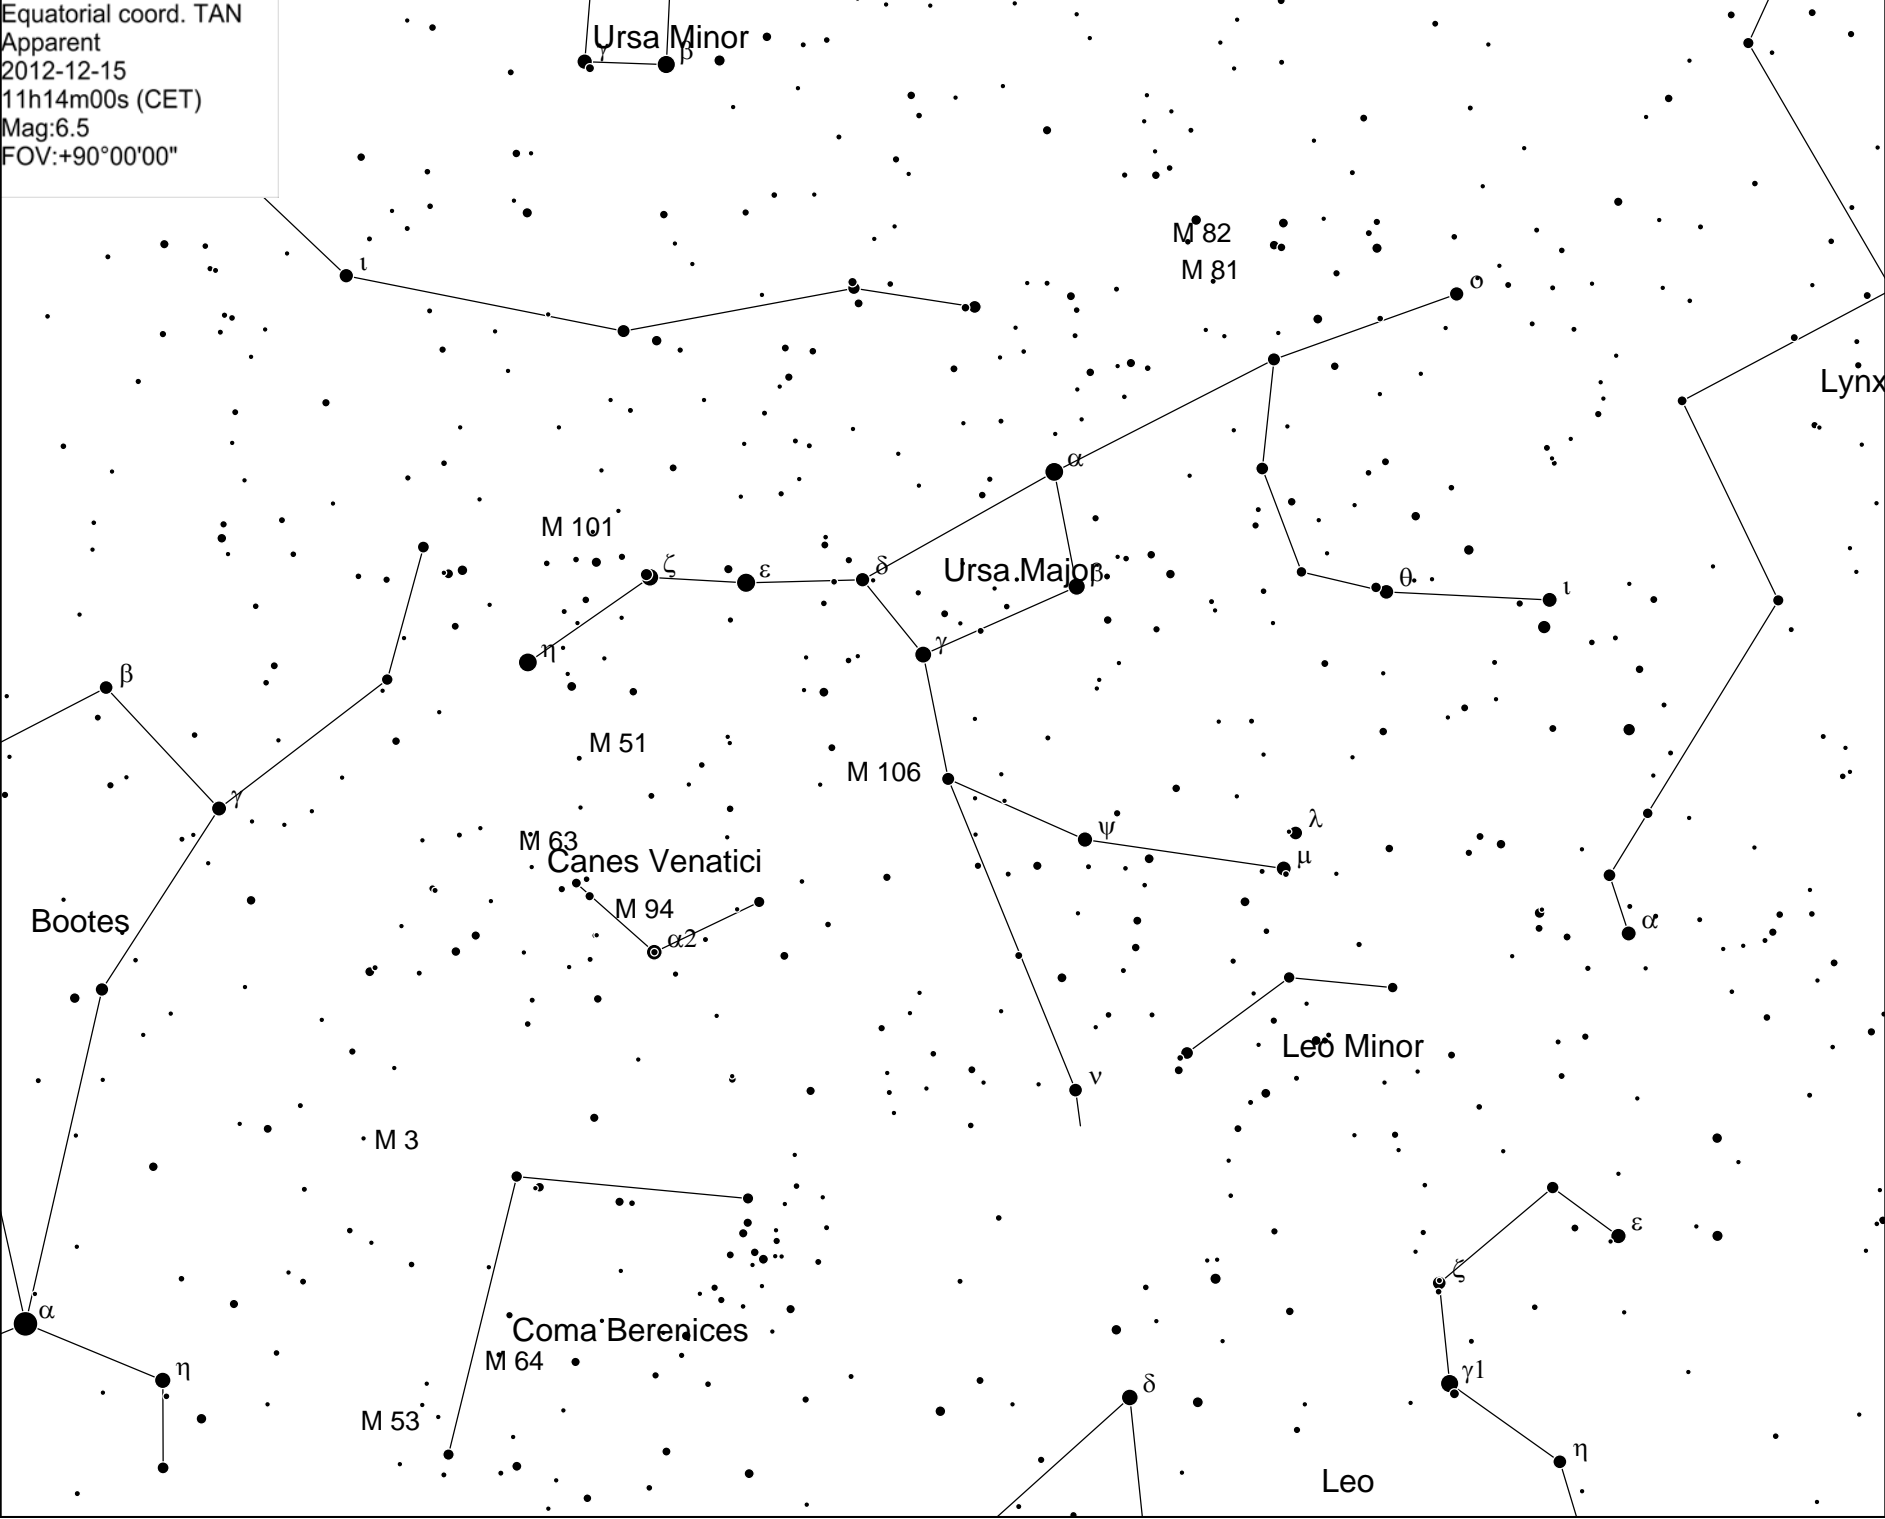 Equatorial coord. TAN
Apparent
2012-12-15
11h14m00s (CET)
Mag:6.5
FOV:+90°00'00"
Ursa Minor
γ
β
M 82
M 81
ι
ο
Lynx
α
M 101
ζ
ε
δ
Ursa Major
β
θ
ι
η
γ
β
M 51
M 106
γ
ψ
λ
μ
M 63
Canes Venatici
M 94
α2
Bootes
α
Leo Minor
ν
M 3
ε
ζ
α
Coma Berenices
M 64
η
γ1
δ
M 53
η
Leo